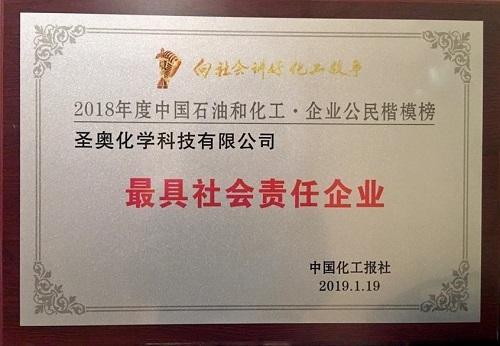 向社会讲好化工故事
2018年度中国石油和化工·企业公民楷模榜
圣奥化学科技有限公司
最具社会责任企业
中国化工报社
2019.1.19